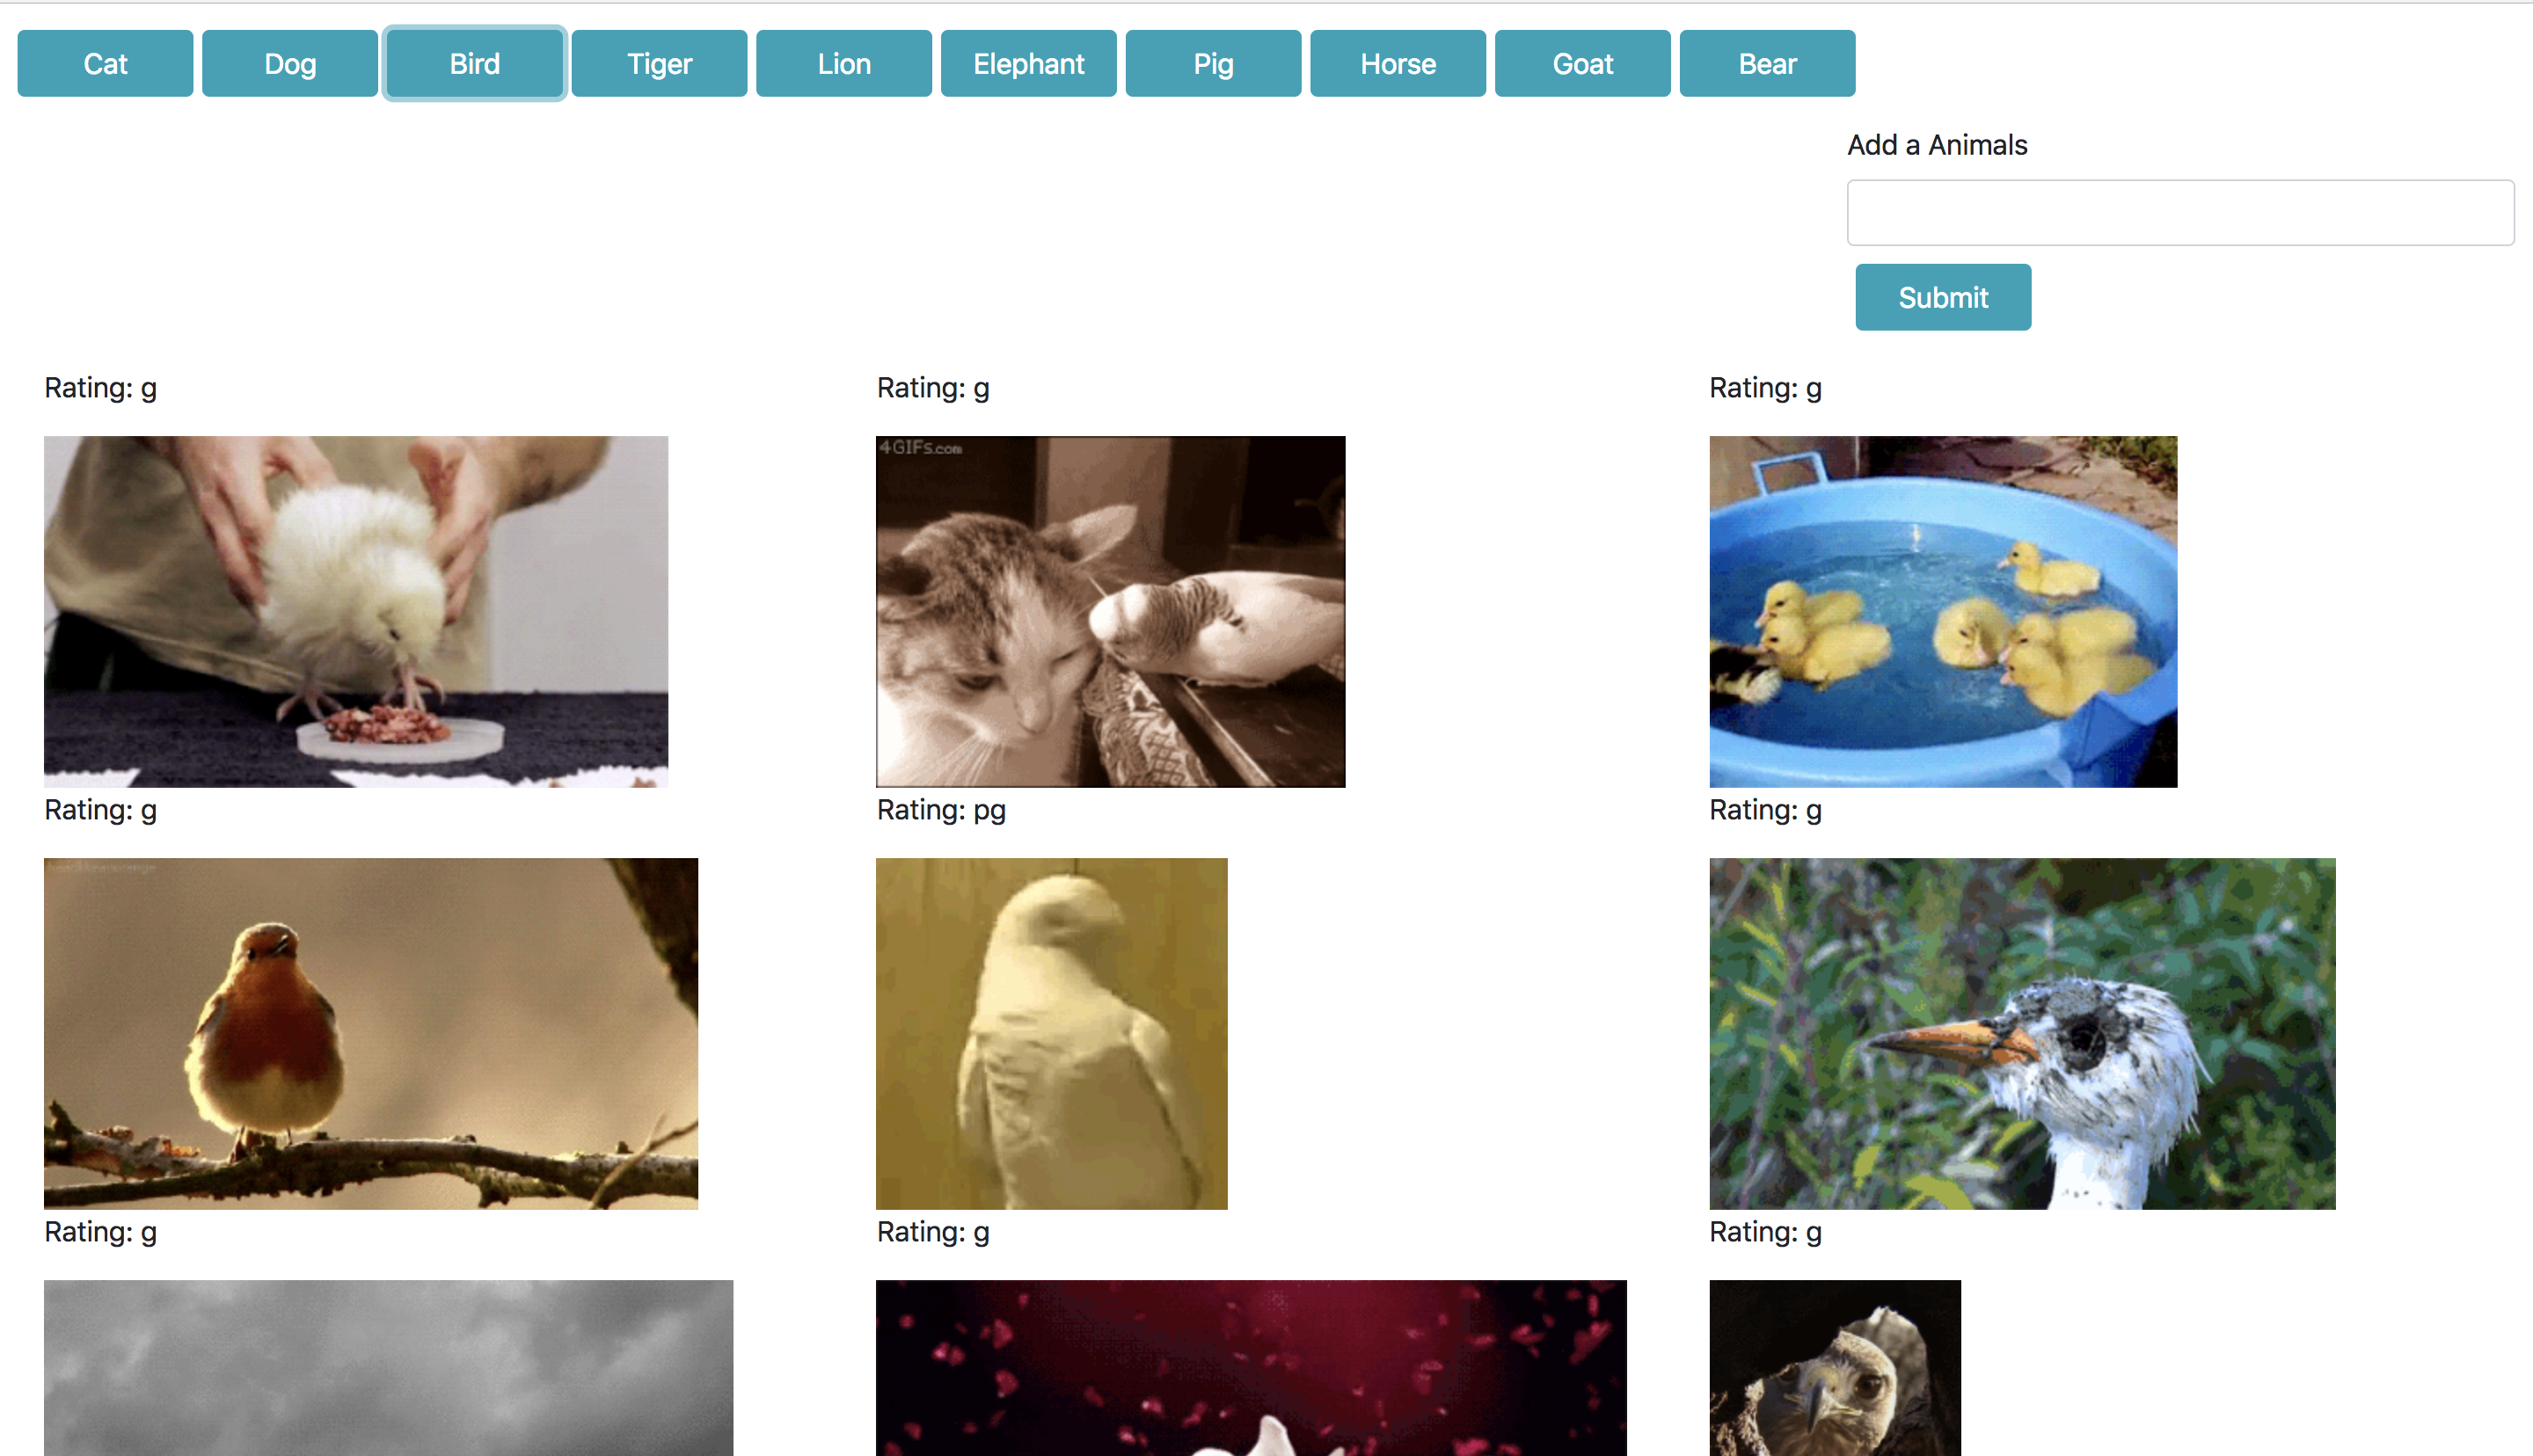 Cat Dog Bird Tiger Lion Elephant Pig Horse Goat Bear
Add a Animals
Submit
Rating: g Rating: g Rating: g
4GIFs.com
Rating: g Rating: pg Rating: g
Rating: g Rating: g Rating: g